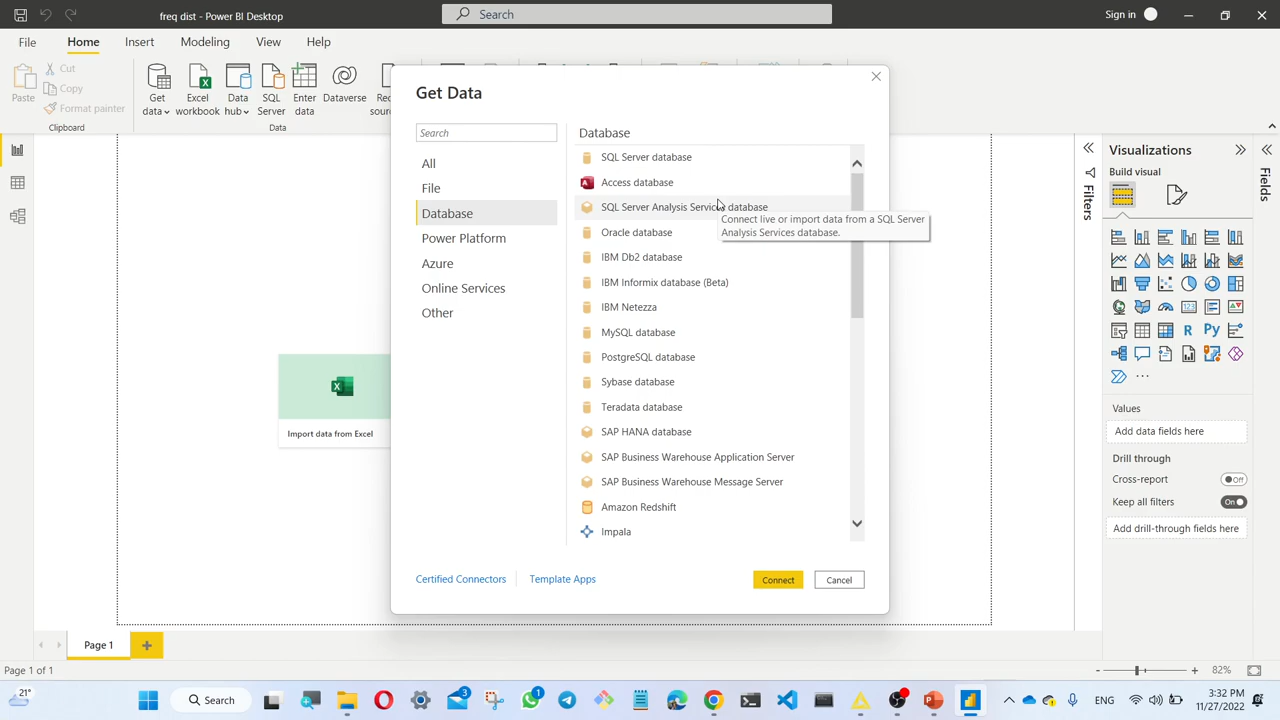 freq dist - Power BI Desktop
Search
Sign in
File
Home
Insert
Modeling
View
Help
Paste
Cut
Copy
Format painter
Clipboard
Get data
Excel workbook
Data hub
SQL Server
Enter data
Dataverse
Data
Get Data
Search
All
File
Database
Power Platform
Azure
Online Services
Other
Database
SQL Server database
Access database
SQL Server Analysis Services database
Connect live or import data from a SQL Server
Analysis Services database.
Oracle database
IBM Db2 database
IBM Informix database (Beta)
IBM Netezza
MySQL database
PostgreSQL database
Sybase database
Teradata database
SAP HANA database
SAP Business Warehouse Application Server
SAP Business Warehouse Message Server
Amazon Redshift
Impala
Certified Connectors
Template Apps
Connect
Cancel
Import data from Excel
Filters
Visualizations
Build visual
R
Py
Values
Add data fields here
Drill through
Cross-report
Off
Keep all filters
On
Add drill-through fields here
Fields
Page 1
Page 1 of 1
82%
21°
Search
3
1
ENG
3:32 PM
11/27/2022